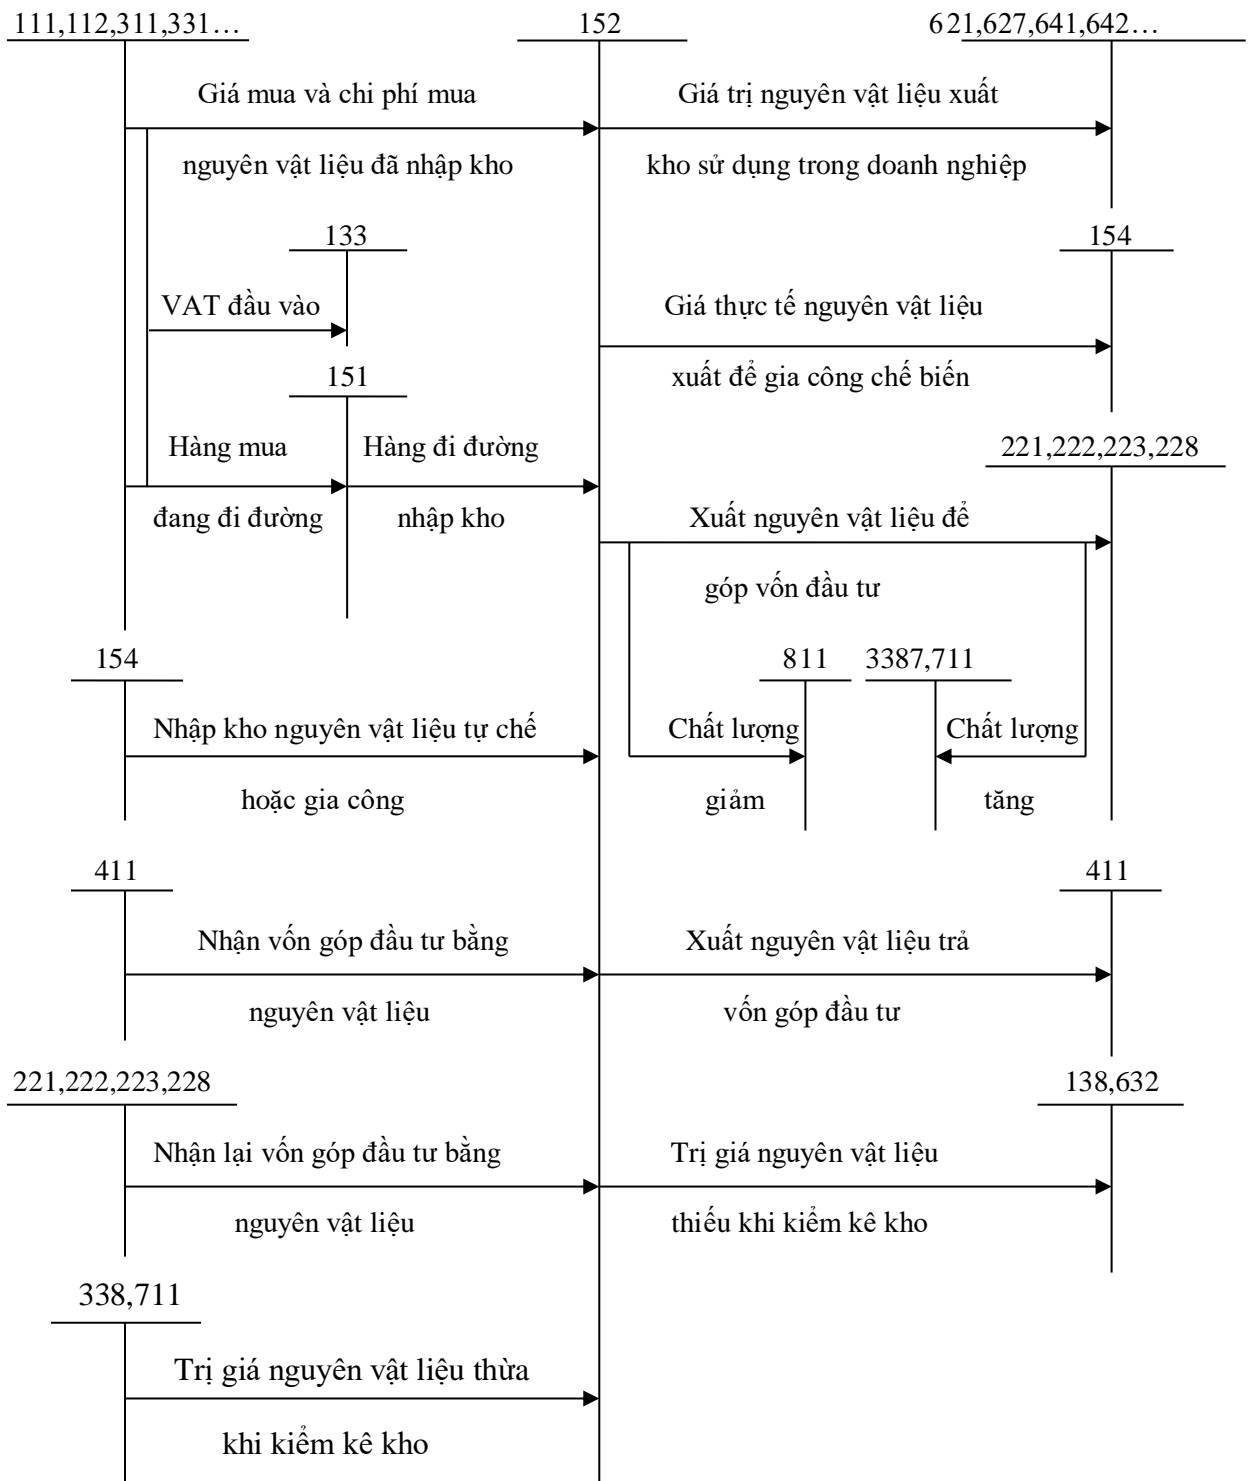 111,112,311,331…
152
621,627,641,642…
Giá mua và chi phí mua
Giá trị nguyên vật liệu xuất
nguyên vật liệu đã nhập kho
kho sử dụng trong doanh nghiệp
133
154
VAT đầu vào
Giá thực tế nguyên vật liệu
151
xuất để gia công chế biến
Hàng mua
Hàng đi đường
221,222,223,228
đang đi đường
nhập kho
Xuất nguyên vật liệu để
góp vốn đầu tư
154
811
3387,711
Nhập kho nguyên vật liệu tự chế
Chất lượng
Chất lượng
hoặc gia công
giảm
tăng
411
411
Nhận vốn góp đầu tư bằng
Xuất nguyên vật liệu trả
nguyên vật liệu
vốn góp đầu tư
221,222,223,228
138,632
Nhận lại vốn góp đầu tư bằng
Trị giá nguyên vật liệu
nguyên vật liệu
thiếu khi kiểm kê kho
338,711
Trị giá nguyên vật liệu thừa
khi kiểm kê kho